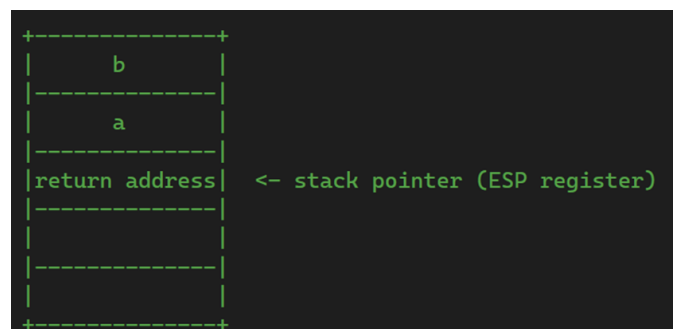 b
a
return address <- stack pointer (ESP register)